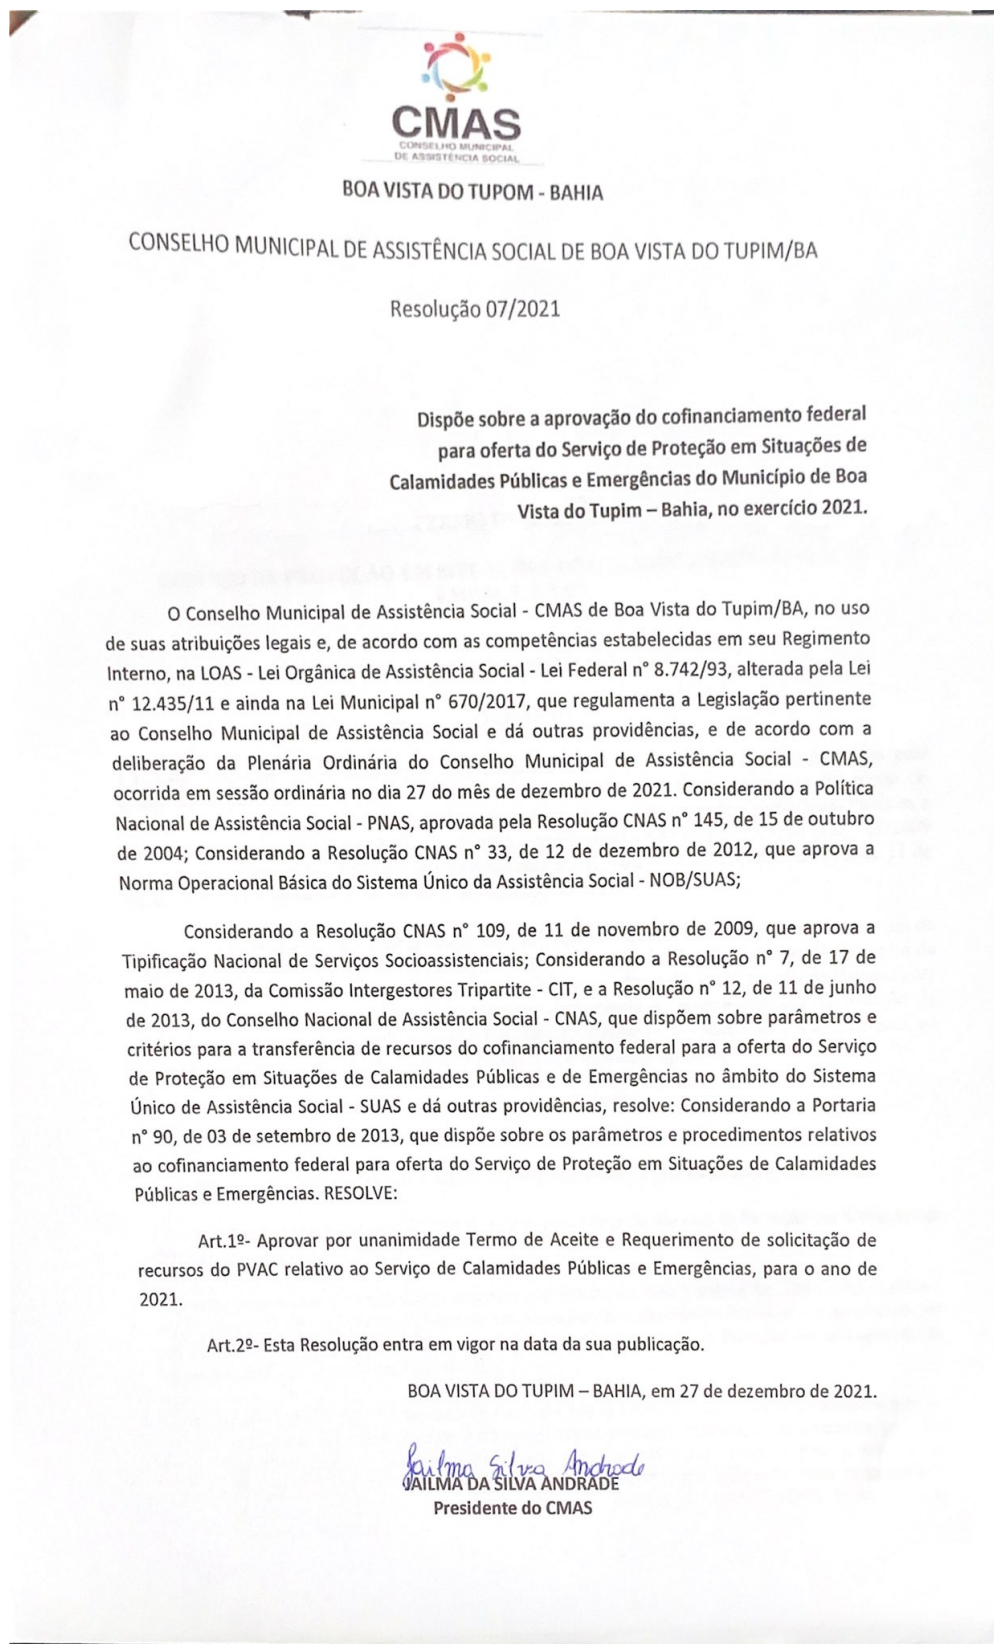 CMAS
CONSELHO MUNICIPAL
DE ASSISTÊNCIA SOCIAL
BOA VISTA DO TUPOM - BAHIA
CONSELHO MUNICIPAL DE ASSISTÊNCIA SOCIAL DE BOA VISTA DO TUPIM/BA
Resolução 07/2021
Dispõe sobre a aprovação do cofinanciamento federal
para oferta do Serviço de Proteção em Situações de
Calamidades Públicas e Emergências do Município de Boa
Vista do Tupim – Bahia, no exercício 2021.
O Conselho Municipal de Assistência Social - CMAS de Boa Vista do Tupim/BA, no uso
de suas atribuições legais e, de acordo com as competências estabelecidas em seu Regimento
Interno, na LOAS - Lei Orgânica de Assistência Social - Lei Federal n° 8.742/93, alterada pela Lei
n° 12.435/11 e ainda na Lei Municipal n° 670/2017, que regulamenta a Legislação pertinente
ao Conselho Municipal de Assistência Social e dá outras providências, e de acordo com a
deliberação da Plenária Ordinária do Conselho Municipal de Assistência Social - CMAS,
ocorrida em sessão ordinária no dia 27 do mês de dezembro de 2021. Considerando a Política
Nacional de Assistência Social - PNAS, aprovada pela Resolução CNAS n° 145, de 15 de outubro
de 2004; Considerando a Resolução CNAS n° 33, de 12 de dezembro de 2012, que aprova a
Norma Operacional Básica do Sistema Único da Assistência Social - NOB/SUAS;
Considerando a Resolução CNAS n° 109, de 11 de novembro de 2009, que aprova a
Tipificação Nacional de Serviços Socioassistenciais; Considerando a Resolução n° 7, de 17 de
maio de 2013, da Comissão Intergestores Tripartite - CIT, e a Resolução n° 12, de 11 de junho
de 2013, do Conselho Nacional de Assistência Social - CNAS, que dispõem sobre parâmetros e
critérios para a transferência de recursos do cofinanciamento federal para a oferta do Serviço
de Proteção em Situações de Calamidades Públicas e de Emergências no âmbito do Sistema
Único de Assistência Social - SUAS e dá outras providências, resolve: Considerando a Portaria
n° 90, de 03 de setembro de 2013, que dispõe sobre os parâmetros e procedimentos relativos
ao cofinanciamento federal para oferta do Serviço de Proteção em Situações de Calamidades
Públicas e Emergências. RESOLVE:
Art.1º- Aprovar por unanimidade Termo de Aceite e Requerimento de solicitação de
recursos do PVAC relativo ao Serviço de Calamidades Públicas e Emergências, para o ano de
2021.
Art.2º- Esta Resolução entra em vigor na data da sua publicação.
BOA VISTA DO TUPIM – BAHIA, em 27 de dezembro de 2021.
Jailma Silva Andrade
JAILMA DA SILVA ANDRADE
Presidente do CMAS